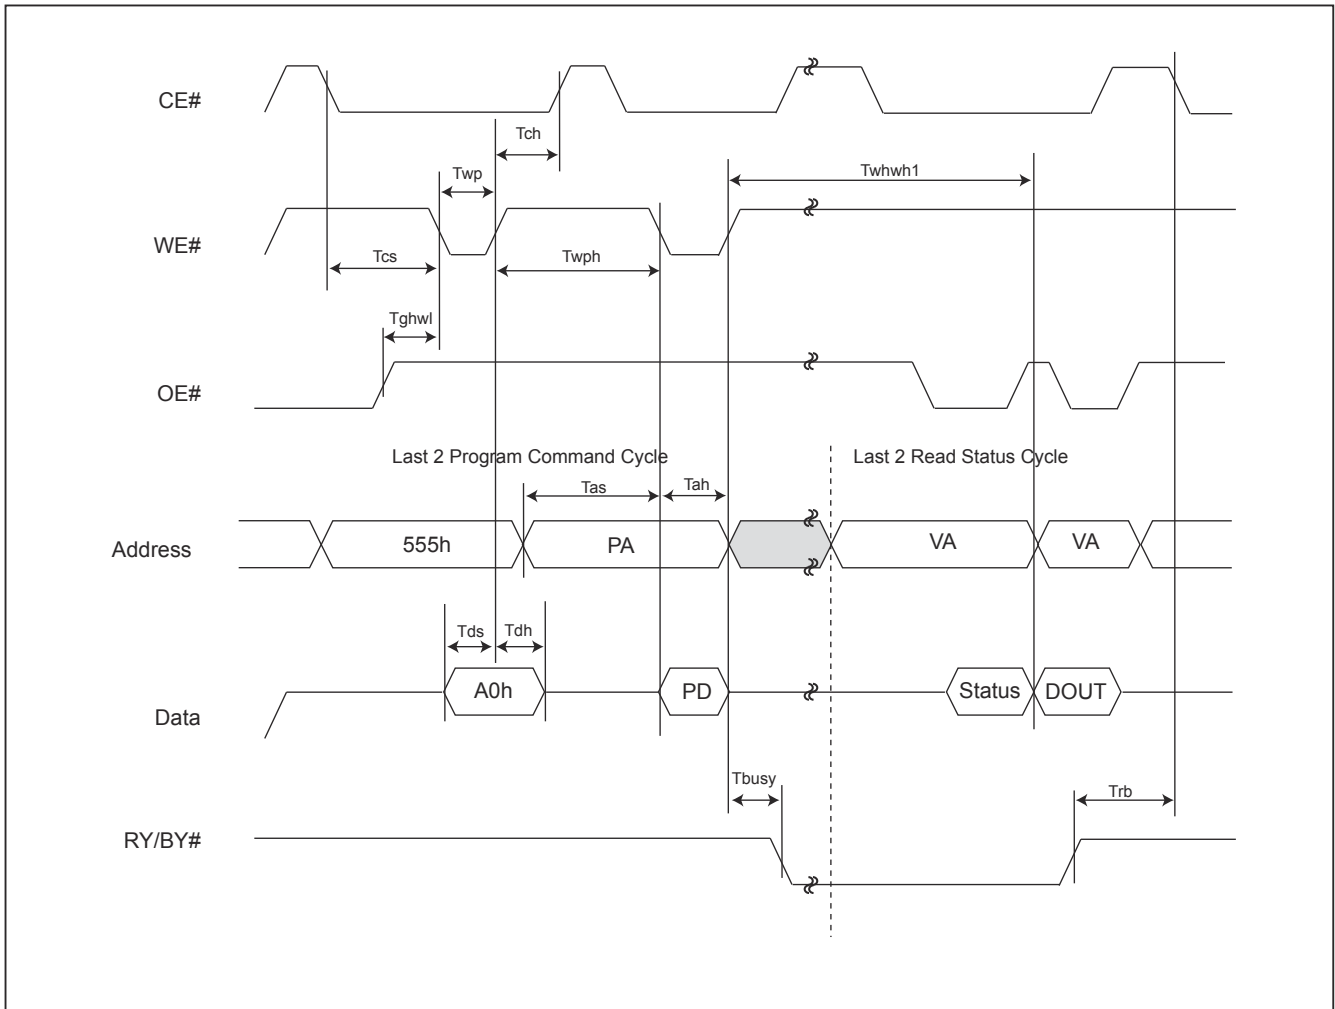 CE#
Tch
Twp
Twhwh1
WE#
Tcs
Twph
Tghwl
OE#
Last 2 Program Command Cycle
Last 2 Read Status Cycle
Tas
Tah
Address
555h
PA
VA
VA
Tds
Tdh
Data
A0h
PD
Status
DOUT
Tbusy
Trb
RY/BY#